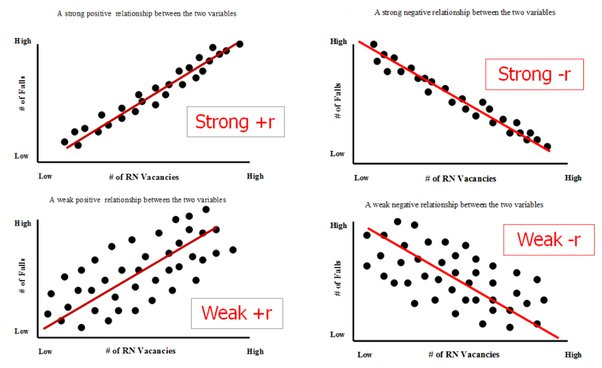 A strong positive relationship between the two variables
High
# of Falls
Strong +r
Low
Low
# of RN Vacancies
High
A strong negative relationship between the two variables
High
# of Falls
Strong -r
Low
Low
# of RN Vacancies
High
A weak positive relationship between the two variables
High
# of Falls
Weak +r
Low
Low
# of RN Vacancies
High
A weak negative relationship between the two variables
High
# of Falls
Weak -r
Low
Low
# of RN Vacancies
High